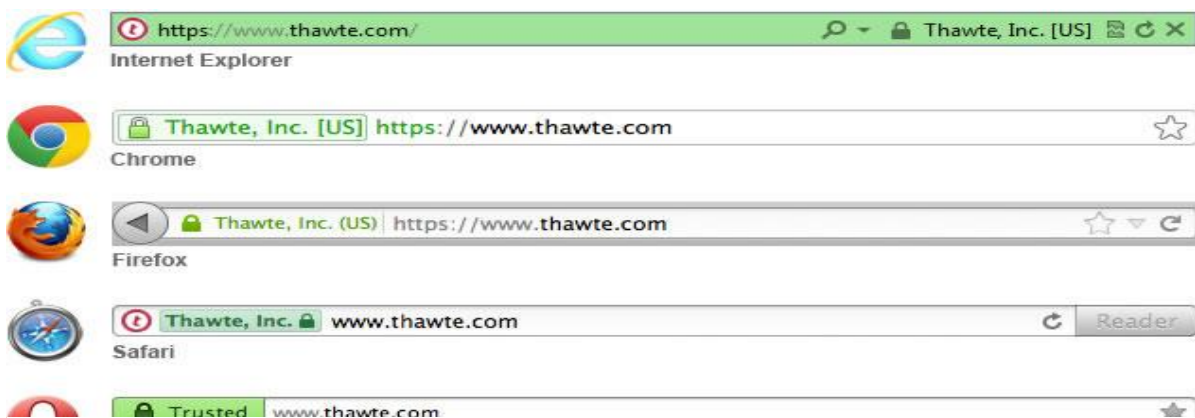 https://www.thawte.com/ Thawte, Inc. [US]
Internet Explorer
Thawte, Inc. [US] https://www.thawte.com
Chrome
Thawte, Inc. (US) https://www.thawte.com
Firefox
Thawte, Inc. www.thawte.com Reader
Safari
Trusted www.thawte.com